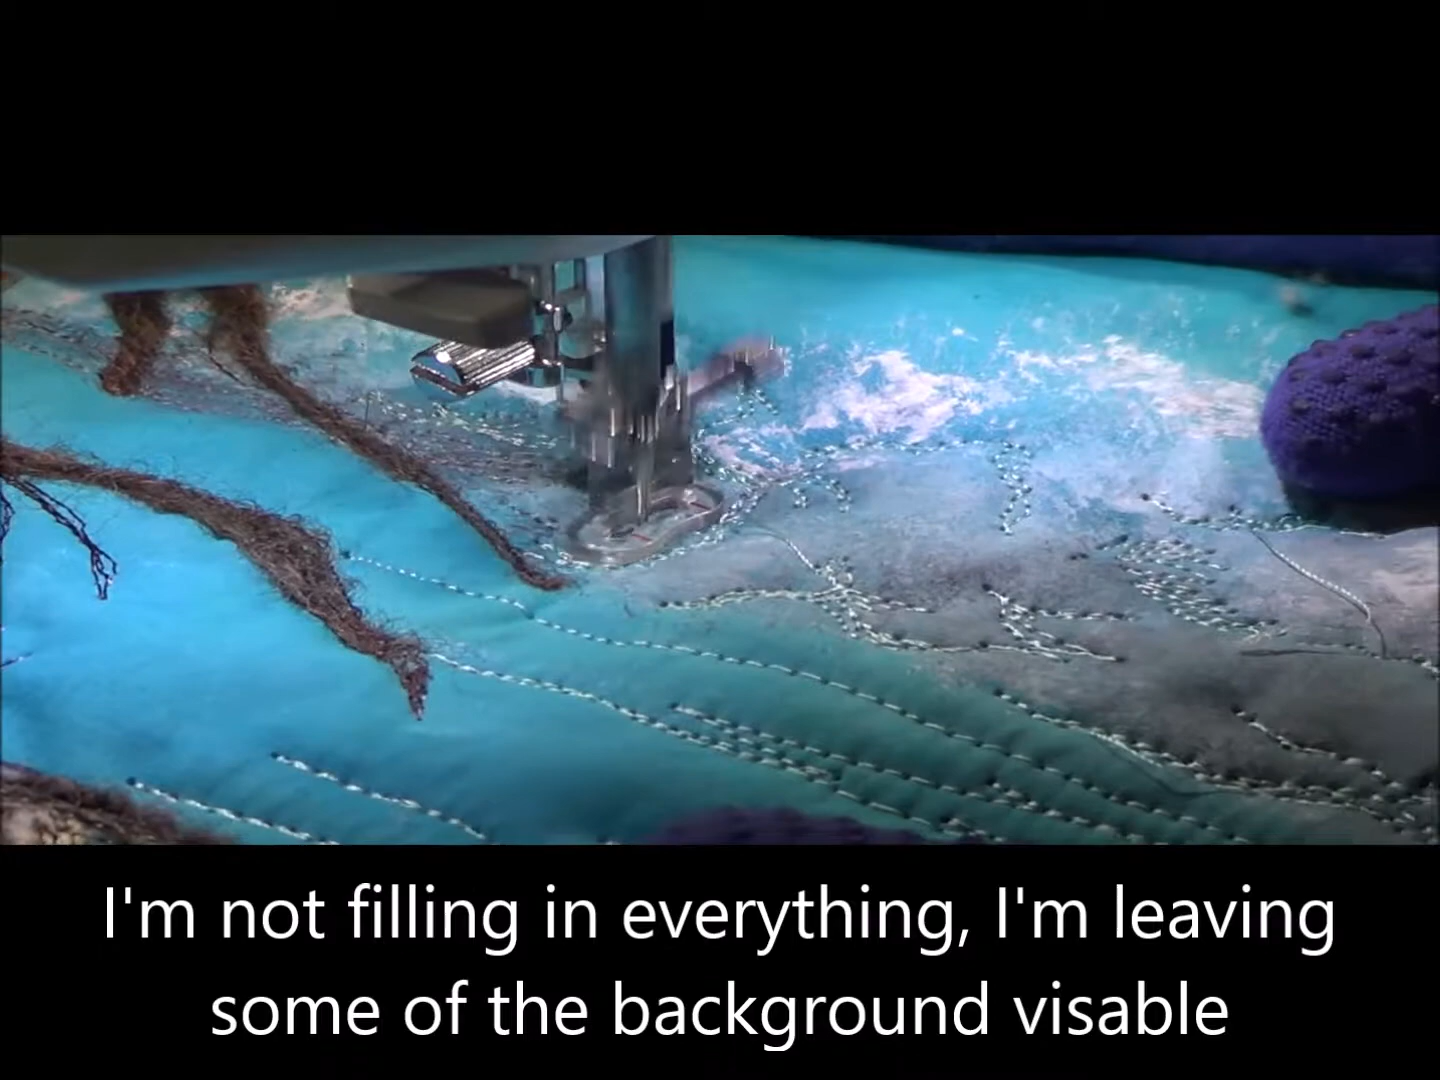 I'm not filling in everything, I'm leaving
some of the background visable